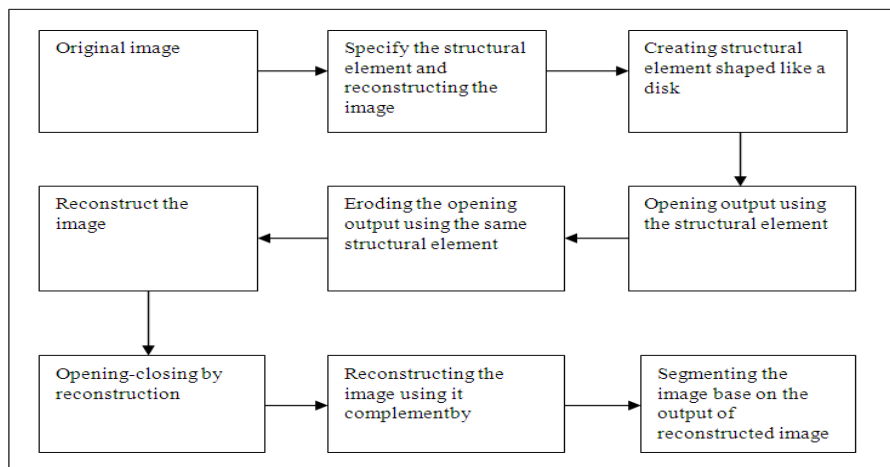 Original image
Specify the structural
element and
reconstructing the
image
Creating structural
element shaped like a
disk
Opening output using
the structural element
Eroding the opening
output using the same
structural element
Reconstruct the
image
Opening-closing by
reconstruction
Reconstructing the
image using it
complementby
Segmenting the
image base on the
output of
reconstructed image